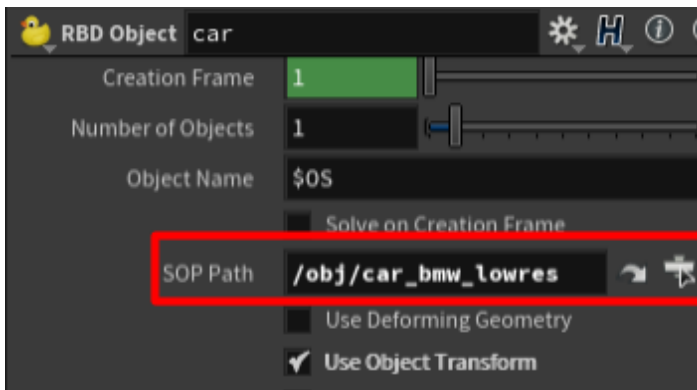 RBD Object car
Creation Frame 1
Number of Objects 1
Object Name $OS
Solve on Creation Frame
SOP Path /obj/car_bmw_lowres
Use Deforming Geometry
Use Object Transform